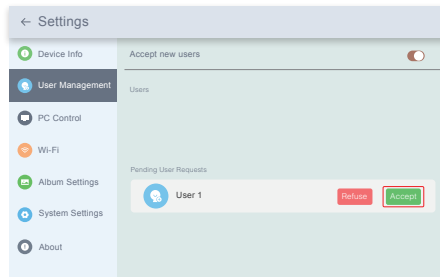 ← Settings
Device Info
Accept new users
User Management
Users
PC Control
Wi-Fi
Album Settings
Pending User Requests
User 1
Refuse
Accept
System Settings
About